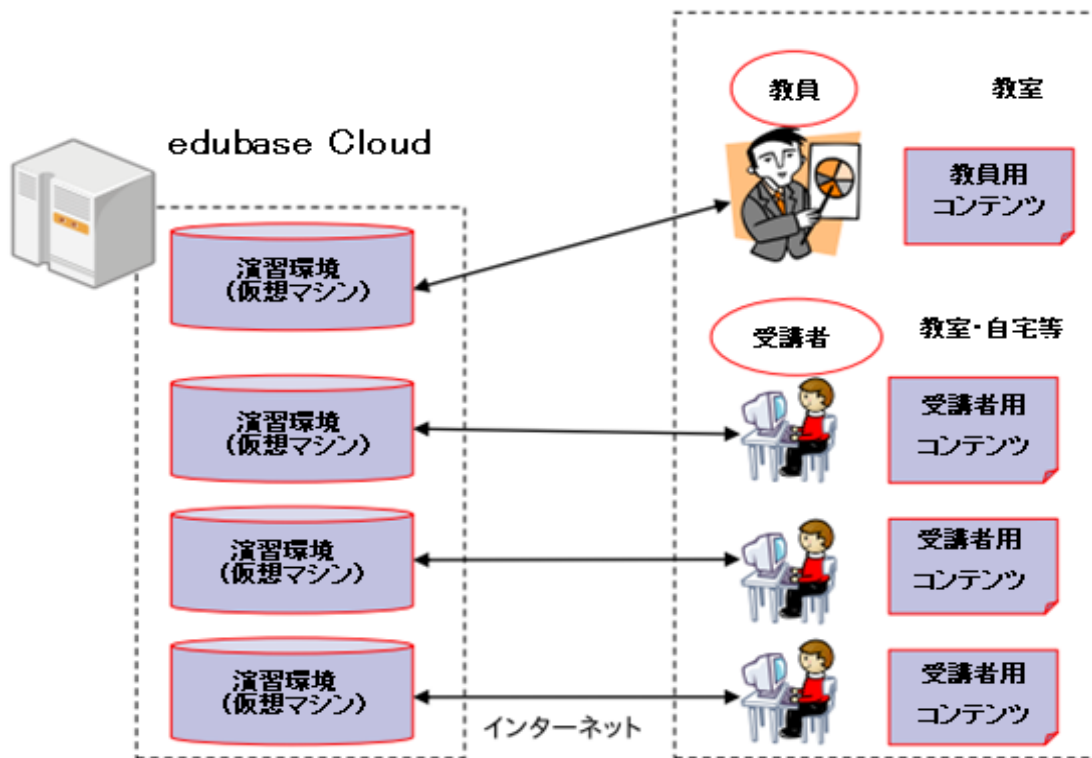 教員
教室
edubase Cloud
教員用
コンテンツ
演習環境
(仮想マシン)
受講者
教室・自宅等
演習環境
(仮想マシン)
受講者用
コンテンツ
演習環境
(仮想マシン)
受講者用
コンテンツ
演習環境
(仮想マシン)
受講者用
コンテンツ
インターネット